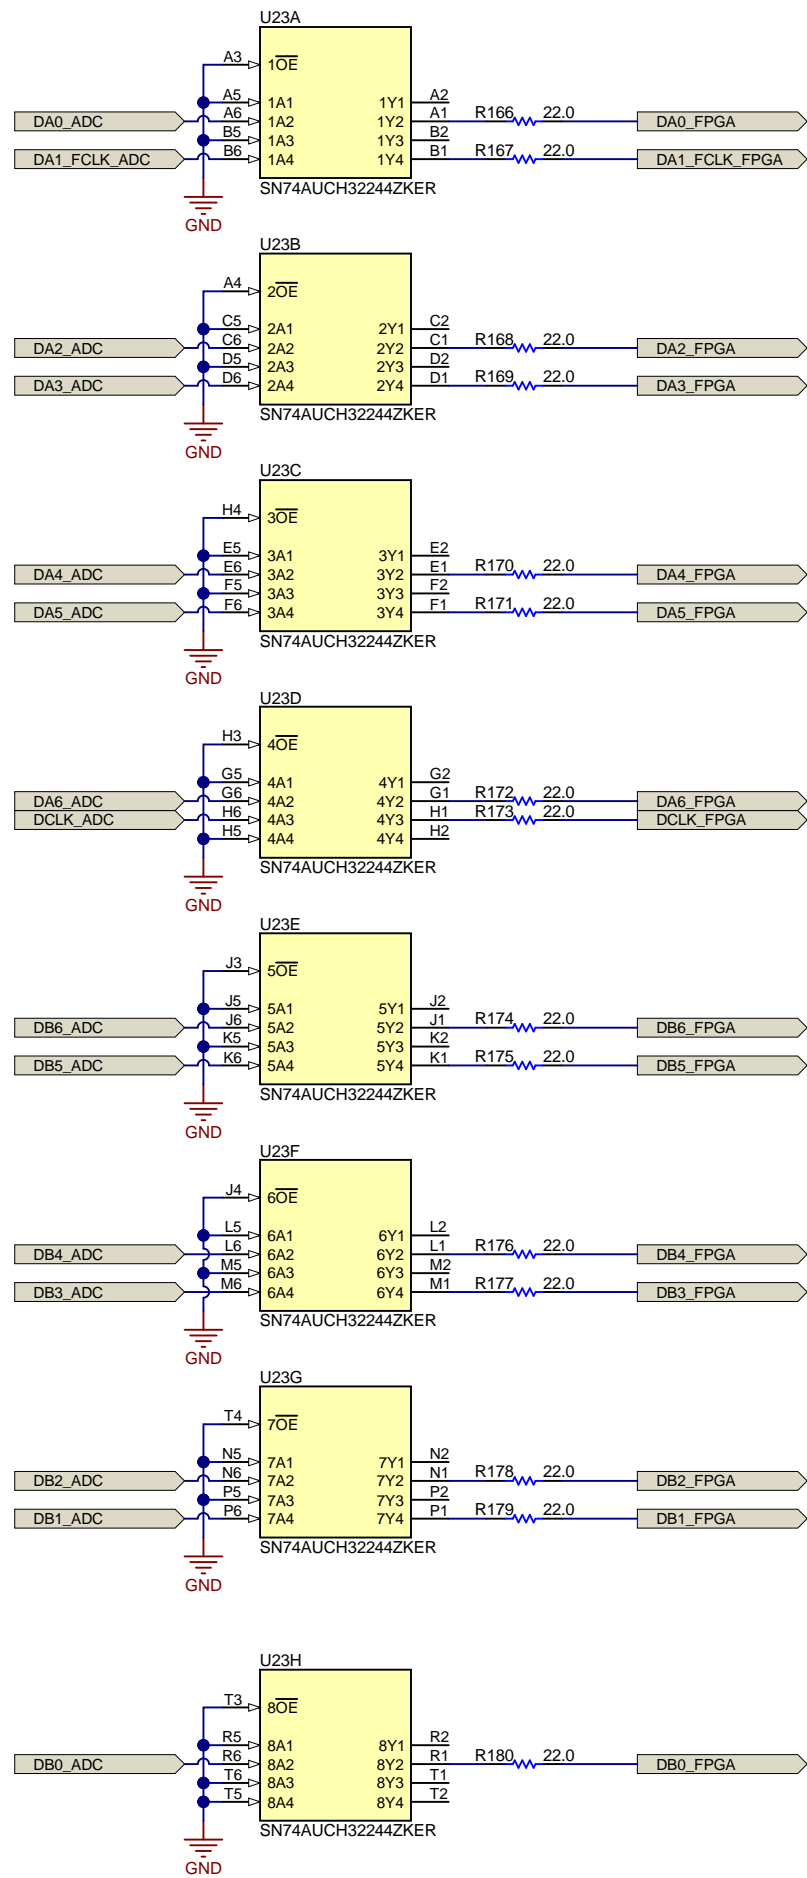 U23A
A3 1OE
A5 1A1 1Y1 A2
DA0_ADC A6 1A2 1Y2 A1 R166 22.0 DA0_FPGA
B5 1A3 1Y3 B2
DA1_FCLK_ADC B6 1A4 1Y4 B1 R167 22.0 DA1_FCLK_FPGA
SN74AUCH32244ZKER
GND
U23B
A4 2OE
C5 2A1 2Y1 C2
DA2_ADC C6 2A2 2Y2 C1 R168 22.0 DA2_FPGA
D5 2A3 2Y3 D2
DA3_ADC D6 2A4 2Y4 D1 R169 22.0 DA3_FPGA
SN74AUCH32244ZKER
GND
U23C
H4 3OE
E5 3A1 3Y1 E2
DA4_ADC E6 3A2 3Y2 E1 R170 22.0 DA4_FPGA
F5 3A3 3Y3 F2
DA5_ADC F6 3A4 3Y4 F1 R171 22.0 DA5_FPGA
SN74AUCH32244ZKER
GND
U23D
H3 4OE
G5 4A1 4Y1 G2
DA6_ADC G6 4A2 4Y2 G1 R172 22.0 DA6_FPGA
DCLK_ADC H6 4A3 4Y3 H1 R173 22.0 DCLK_FPGA
H5 4A4 4Y4 H2
SN74AUCH32244ZKER
GND
U23E
J3 5OE
J5 5A1 5Y1 J2
DB6_ADC J6 5A2 5Y2 J1 R174 22.0 DB6_FPGA
K5 5A3 5Y3 K2
DB5_ADC K6 5A4 5Y4 K1 R175 22.0 DB5_FPGA
SN74AUCH32244ZKER
GND
U23F
J4 6OE
L5 6A1 6Y1 L2
DB4_ADC L6 6A2 6Y2 L1 R176 22.0 DB4_FPGA
M5 6A3 6Y3 M2
DB3_ADC M6 6A4 6Y4 M1 R177 22.0 DB3_FPGA
SN74AUCH32244ZKER
GND
U23G
T4 7OE
N5 7A1 7Y1 N2
DB2_ADC N6 7A2 7Y2 N1 R178 22.0 DB2_FPGA
P5 7A3 7Y3 P2
DB1_ADC P6 7A4 7Y4 P1 R179 22.0 DB1_FPGA
SN74AUCH32244ZKER
GND
U23H
T3 8OE
R5 8A1 8Y1 R2
DB0_ADC R6 8A2 8Y2 R1 R180 22.0 DB0_FPGA
T6 8A3 8Y3 T1
T5 8A4 8Y4 T2
SN74AUCH32244ZKER
GND